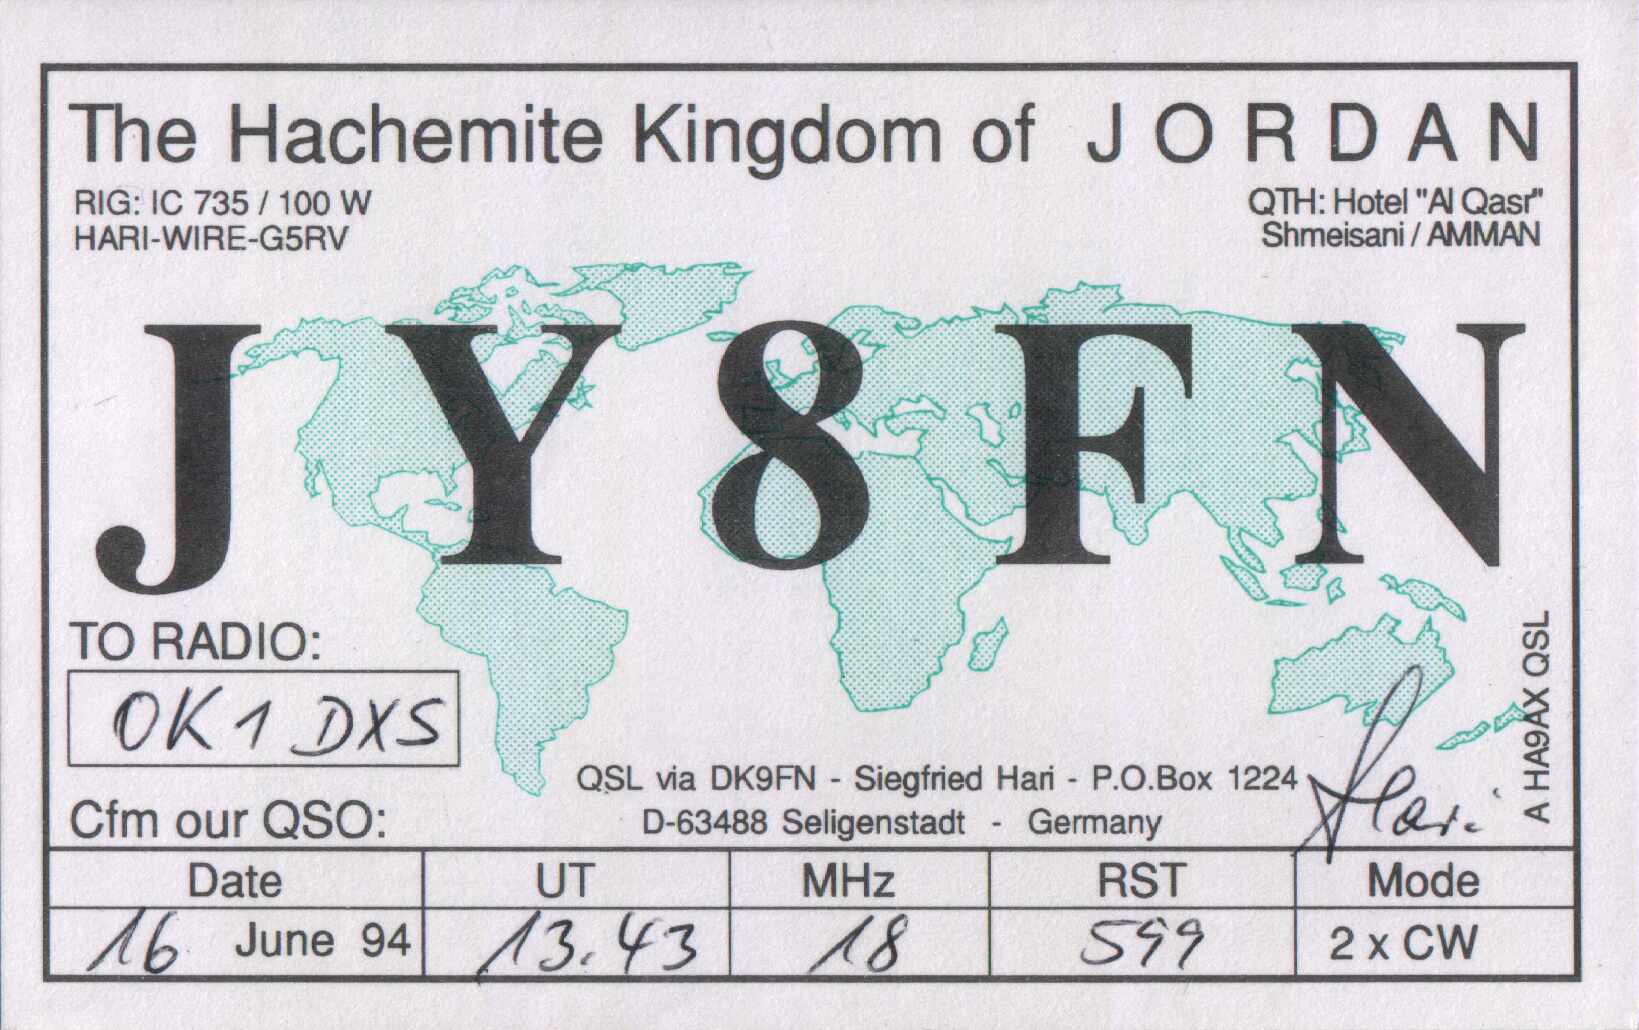 The Hachemite Kingdom of JORDAN
RIG: IC 735 / 100 W
HARI-WIRE-G5RV
QTH: Hotel "Al Qasr"
Shmeisani / AMMAN
JY8FN
TO RADIO:
OK1DXS
QSL via DK9FN - Siegfried Hari - P.O.Box 1224
D-63488 Seligenstadt - Germany
Hari
A HA9AX QSL
Cfm our QSO:
Date UT MHz RST Mode
16 June 94 13.43 18 599 2 x CW